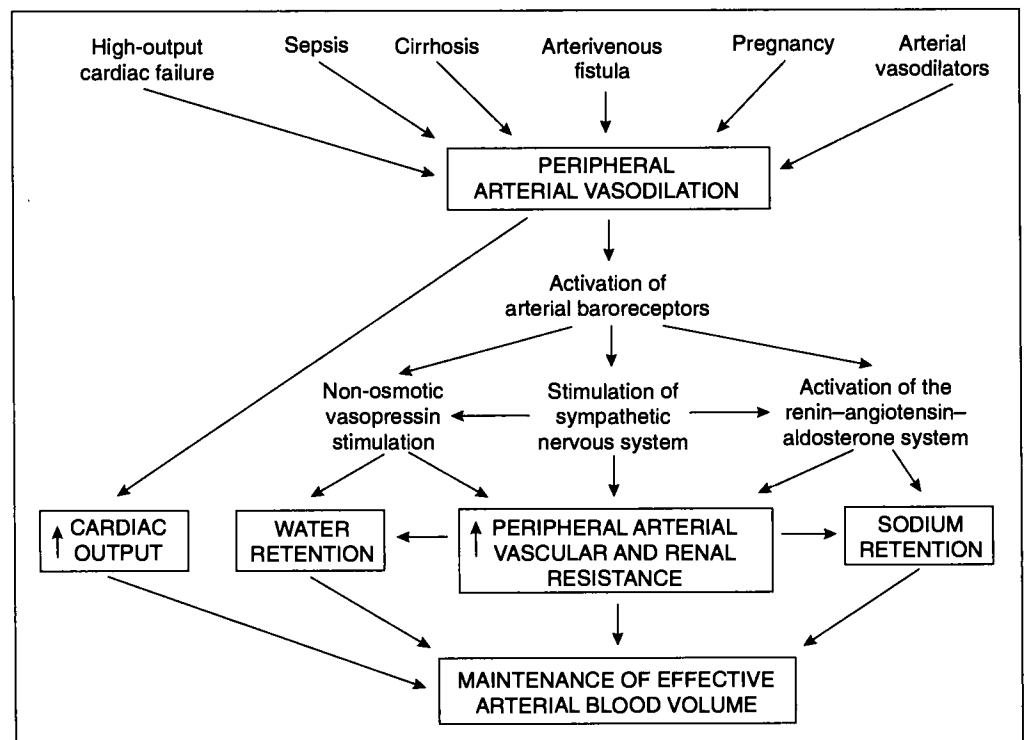 High-output
cardiac failure
Sepsis
Cirrhosis
Arterivenous
fistula
Pregnancy
Arterial
vasodilators
PERIPHERAL
ARTERIAL VASODILATION
Activation of
arterial baroreceptors
Non-osmotic
vasopressin
stimulation
Stimulation of
sympathetic
nervous system
Activation of the
renin–angiotensin–
aldosterone system
↑ CARDIAC
OUTPUT
WATER
RETENTION
↑ PERIPHERAL ARTERIAL
VASCULAR AND RENAL
RESISTANCE
SODIUM
RETENTION
MAINTENANCE OF EFFECTIVE
ARTERIAL BLOOD VOLUME